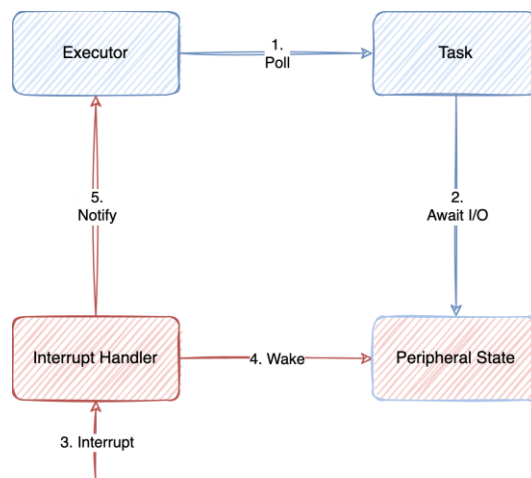 Executor
1.
Poll
Task
5.
Notify
2.
Await I/O
Interrupt Handler
4. Wake
Peripheral State
3. Interrupt